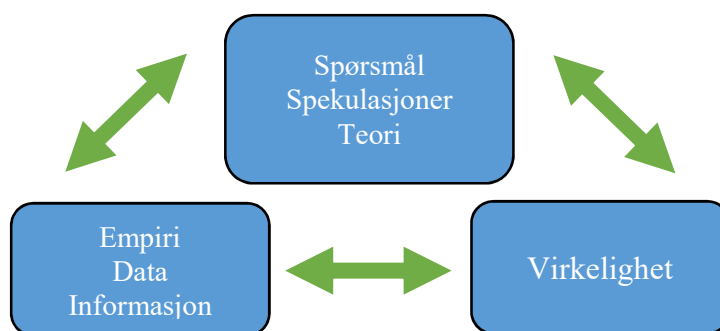 Spørsmål
Spekulasjoner
Teori
Empiri
Data
Informasjon
Virkelighet